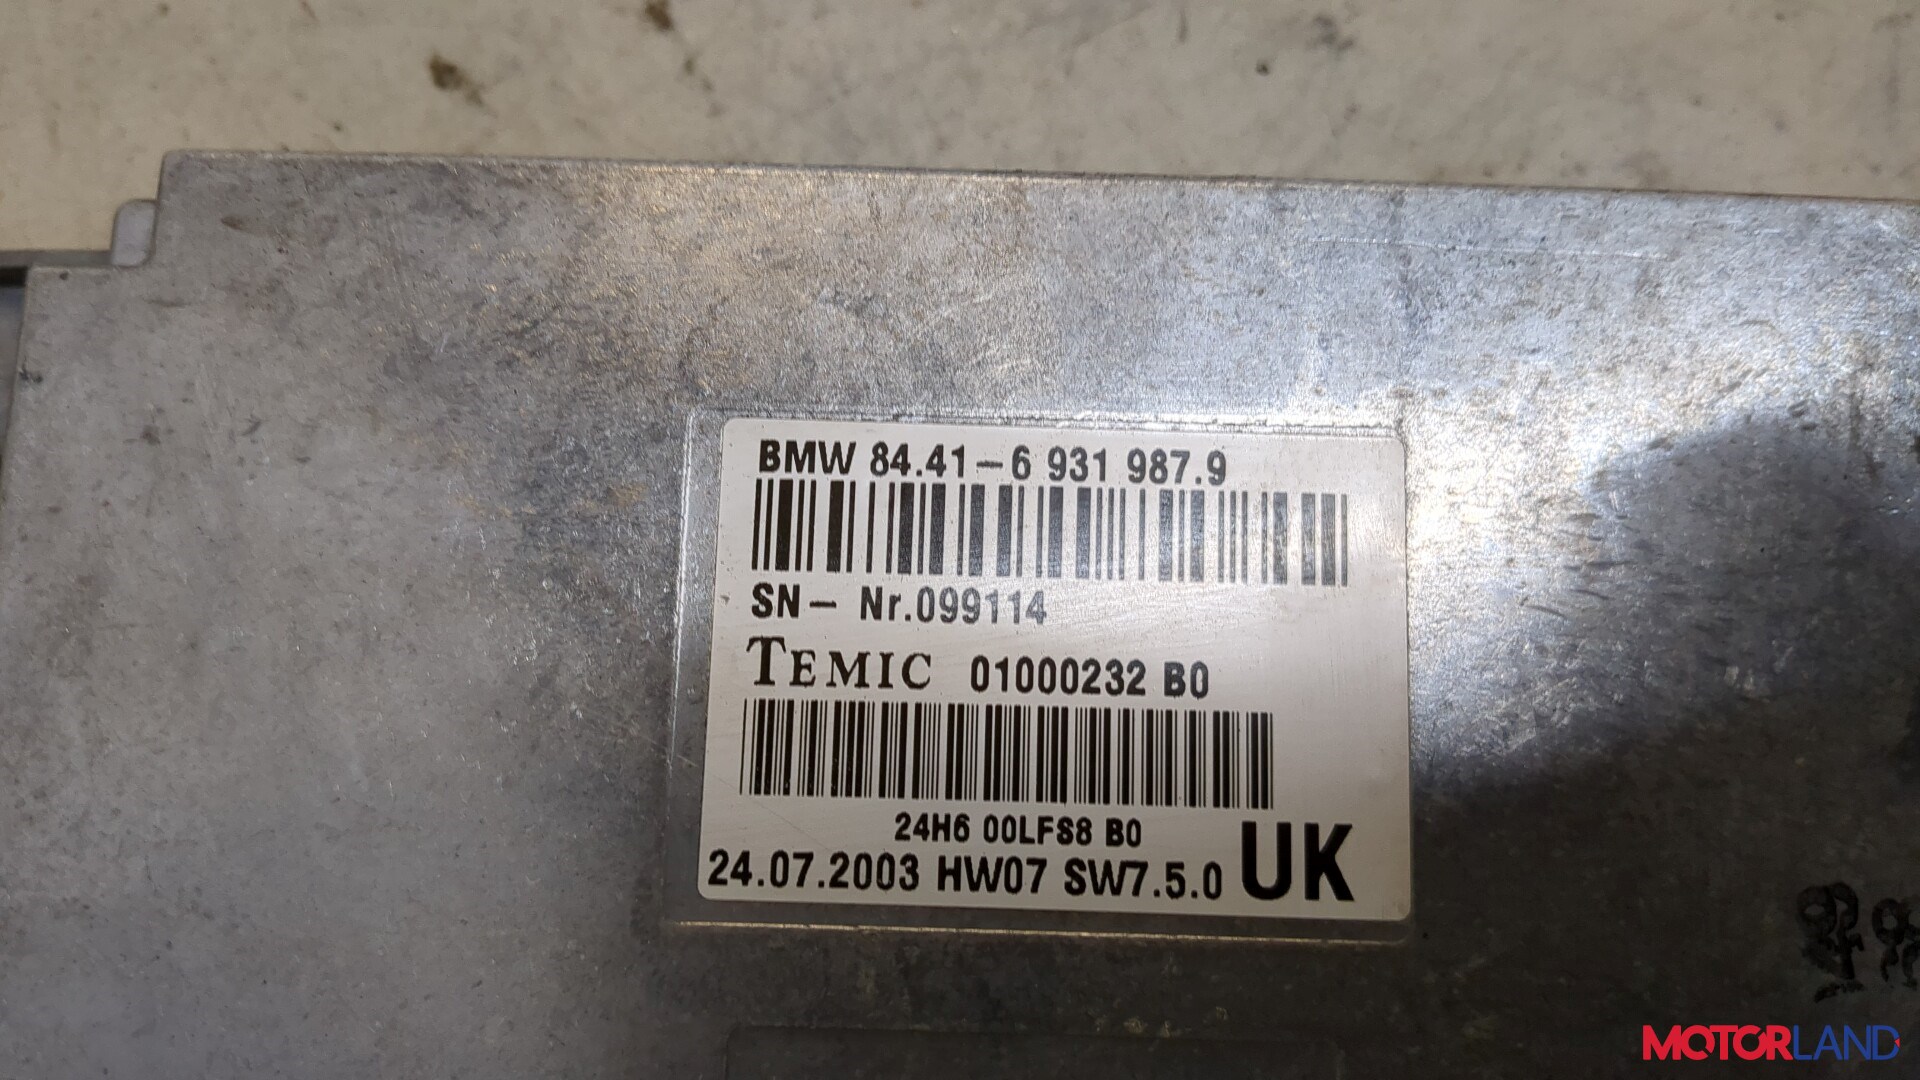 BMW 84.41-6 931 987.9
SN- Nr.099114
TEMIC 01000232 B0
24H6 00LFS8 B0
24.07.2003 HW07 SW7.5.0 UK
MOTORLAND